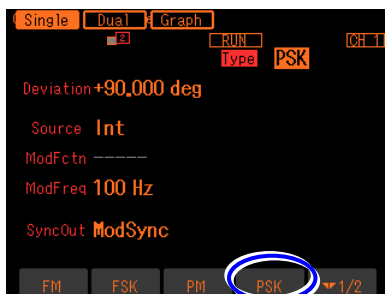 Single Dual Graph
2 RUN CH 1
Type PSK
Deviation +90.000 deg
Source Int
ModFctn -----
ModFreq 100 Hz
SyncOut ModSync
FM FSK PM PSK ▼1/2